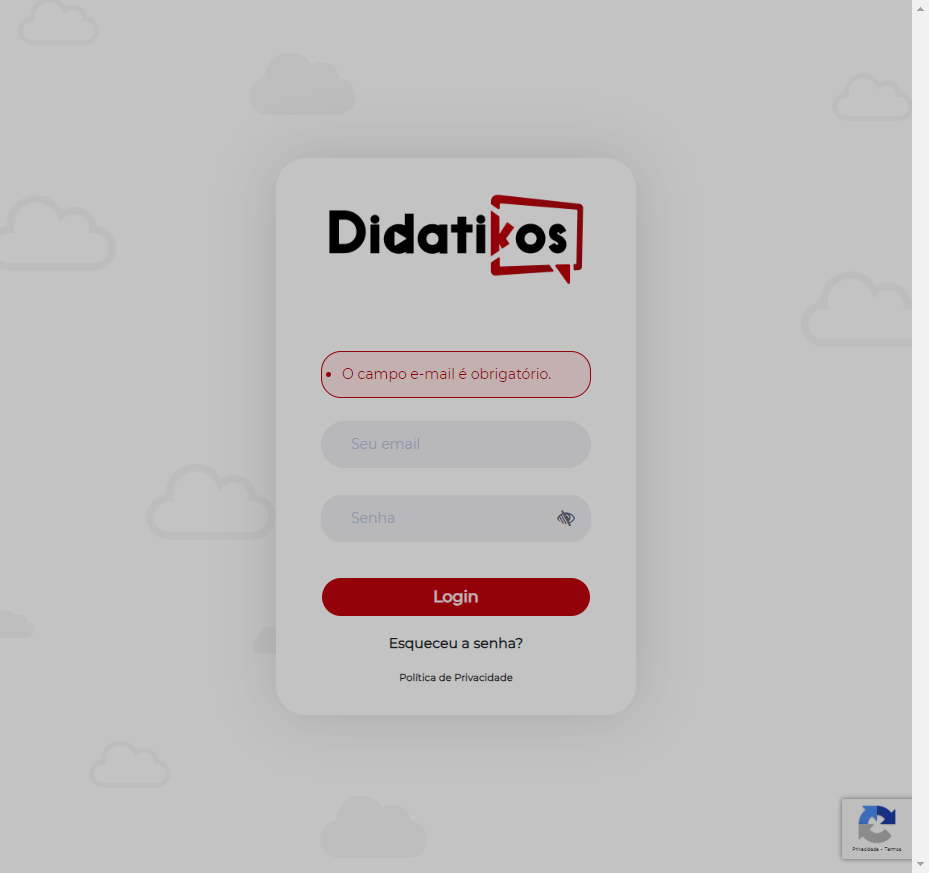 Didatikos
O campo e-mail é obrigatório.
Seu email
Senha
Login
Esqueceu a senha?
Política de Privacidade
Privacidade - Termos